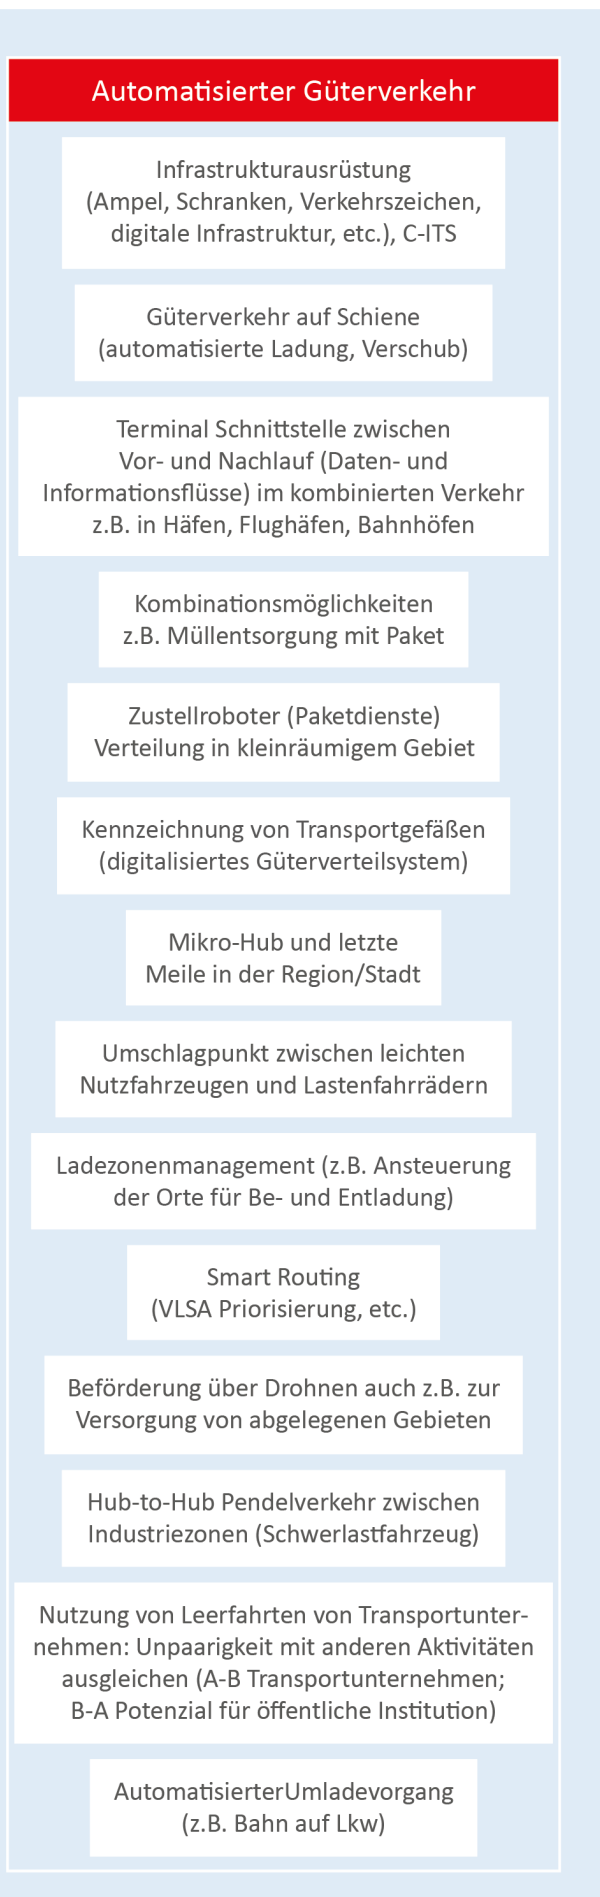 Automatisierter Güterverkehr
Infrastrukturausrüstung
(Ampel, Schranken, Verkehrszeichen,
digitale Infrastruktur, etc.), C-ITS
Güterverkehr auf Schiene
(automatisierte Ladung, Verschub)
Terminal Schnittstelle zwischen
Vor- und Nachlauf (Daten- und
Informationsflüsse) im kombinierten Verkehr
z.B. in Häfen, Flughäfen, Bahnhöfen
Kombinationsmöglichkeiten
z.B. Müllentsorgung mit Paket
Zustellroboter (Paketdienste)
Verteilung in kleinräumigem Gebiet
Kennzeichnung von Transportgefäßen
(digitalisiertes Güterverteilsystem)
Mikro-Hub und letzte
Meile in der Region/Stadt
Umschlagpunkt zwischen leichten
Nutzfahrzeugen und Lastenfahrrädern
Ladezonenmanagement (z.B. Ansteuerung
der Orte für Be- und Entladung)
Smart Routing
(VLSA Priorisierung, etc.)
Beförderung über Drohnen auch z.B. zur
Versorgung von abgelegenen Gebieten
Hub-to-Hub Pendelverkehr zwischen
Industriezonen (Schwerlastfahrzeug)
Nutzung von Leerfahrten von Transportunter-
nehmen: Unpaarigkeit mit anderen Aktivitäten
ausgleichen (A-B Transportunternehmen;
B-A Potenzial für öffentliche Institution)
AutomatisierterUmladevorgang
(z.B. Bahn auf Lkw)